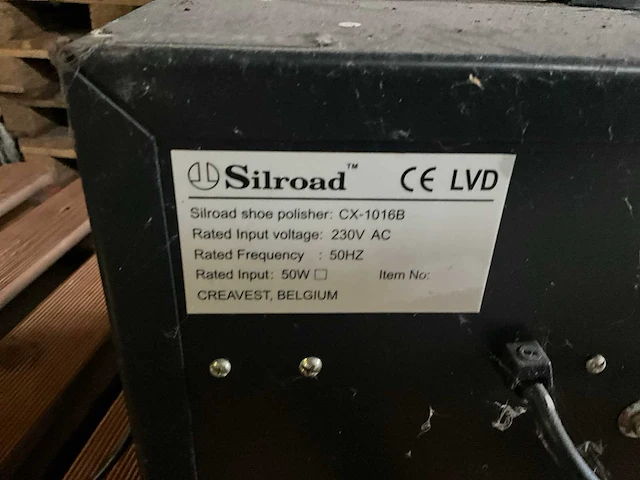 Silroad™ CE LVD
Silroad shoe polisher: CX-1016B
Rated Input voltage: 230V AC
Rated Frequency : 50HZ
Rated Input: 50W □ Item No:
CREAVEST, BELGIUM